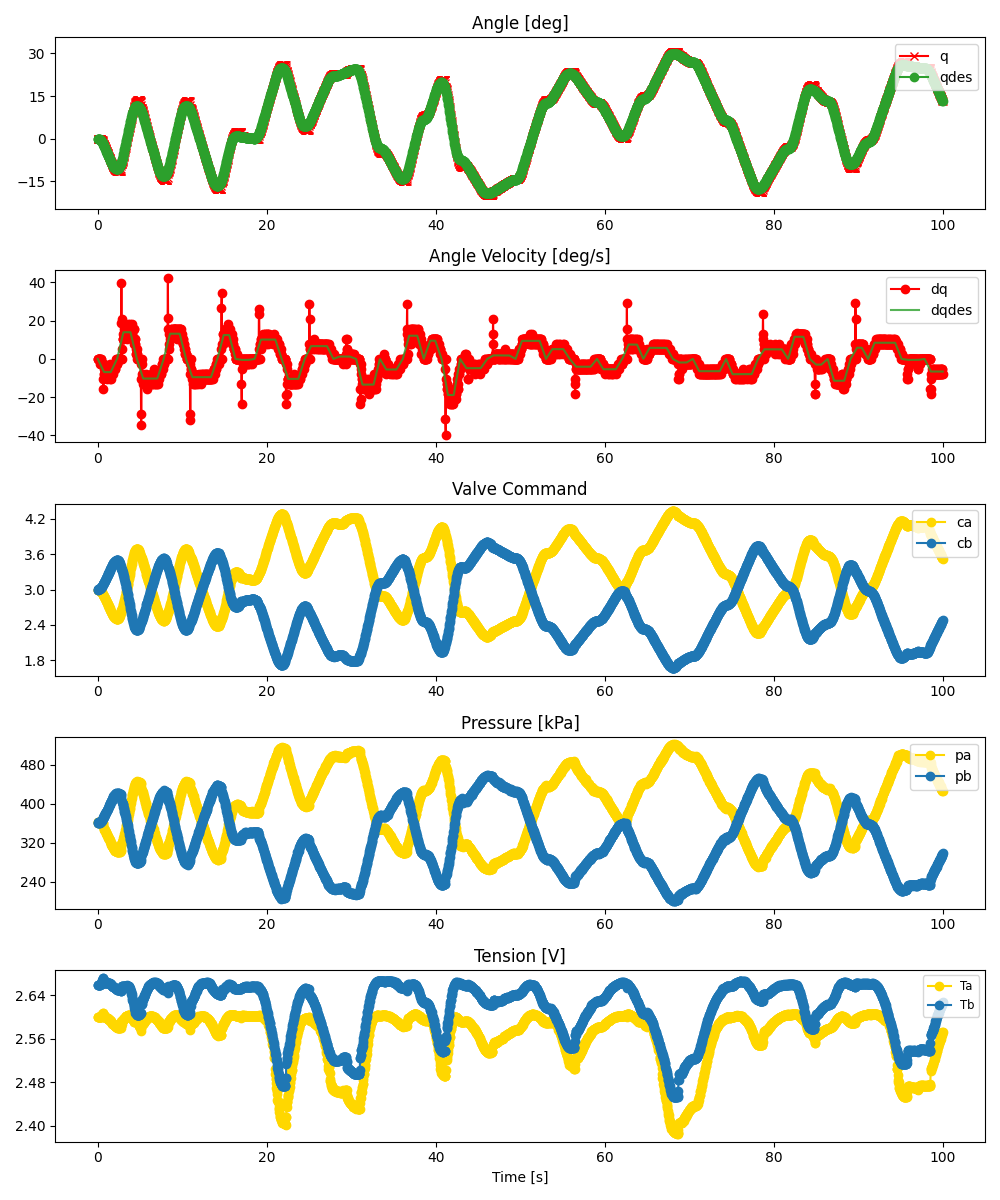 Angle [deg]
30
15
0
−15
q
qdes
0 20 40 60 80 100
Angle Velocity [deg/s]
40
20
0
−20
−40
dq
dqdes
0 20 40 60 80 100
Valve Command
4.2
3.6
3.0
2.4
1.8
ca
cb
0 20 40 60 80 100
Pressure [kPa]
480
400
320
240
pa
pb
0 20 40 60 80 100
Tension [V]
2.64
2.56
2.48
2.40
Ta
Tb
0 20 40 60 80 100
Time [s]